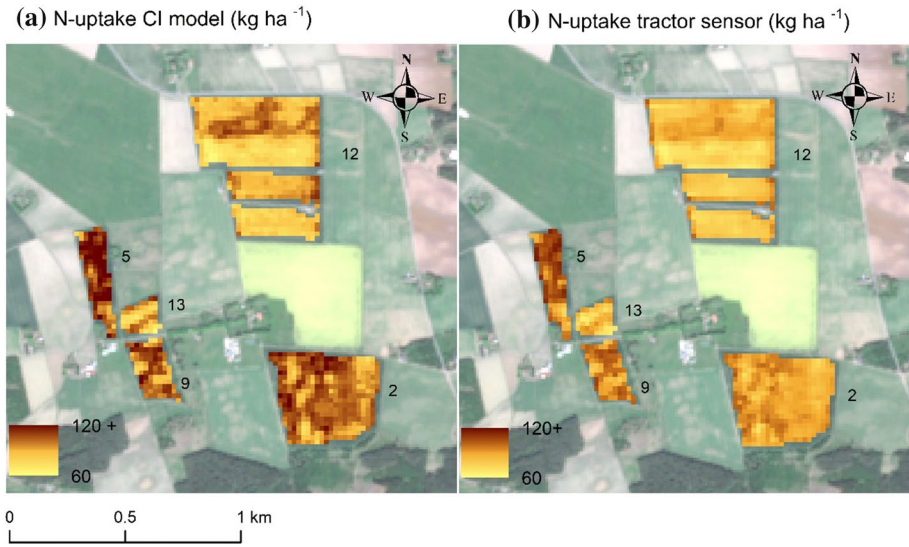 (a) N-uptake CI model (kg ha -1)
(b) N-uptake tractor sensor (kg ha -1)
N
W E
S
12
5
13
9
2
120 +
60
N
W E
S
12
5
13
9
2
120+
60
0 0.5 1 km